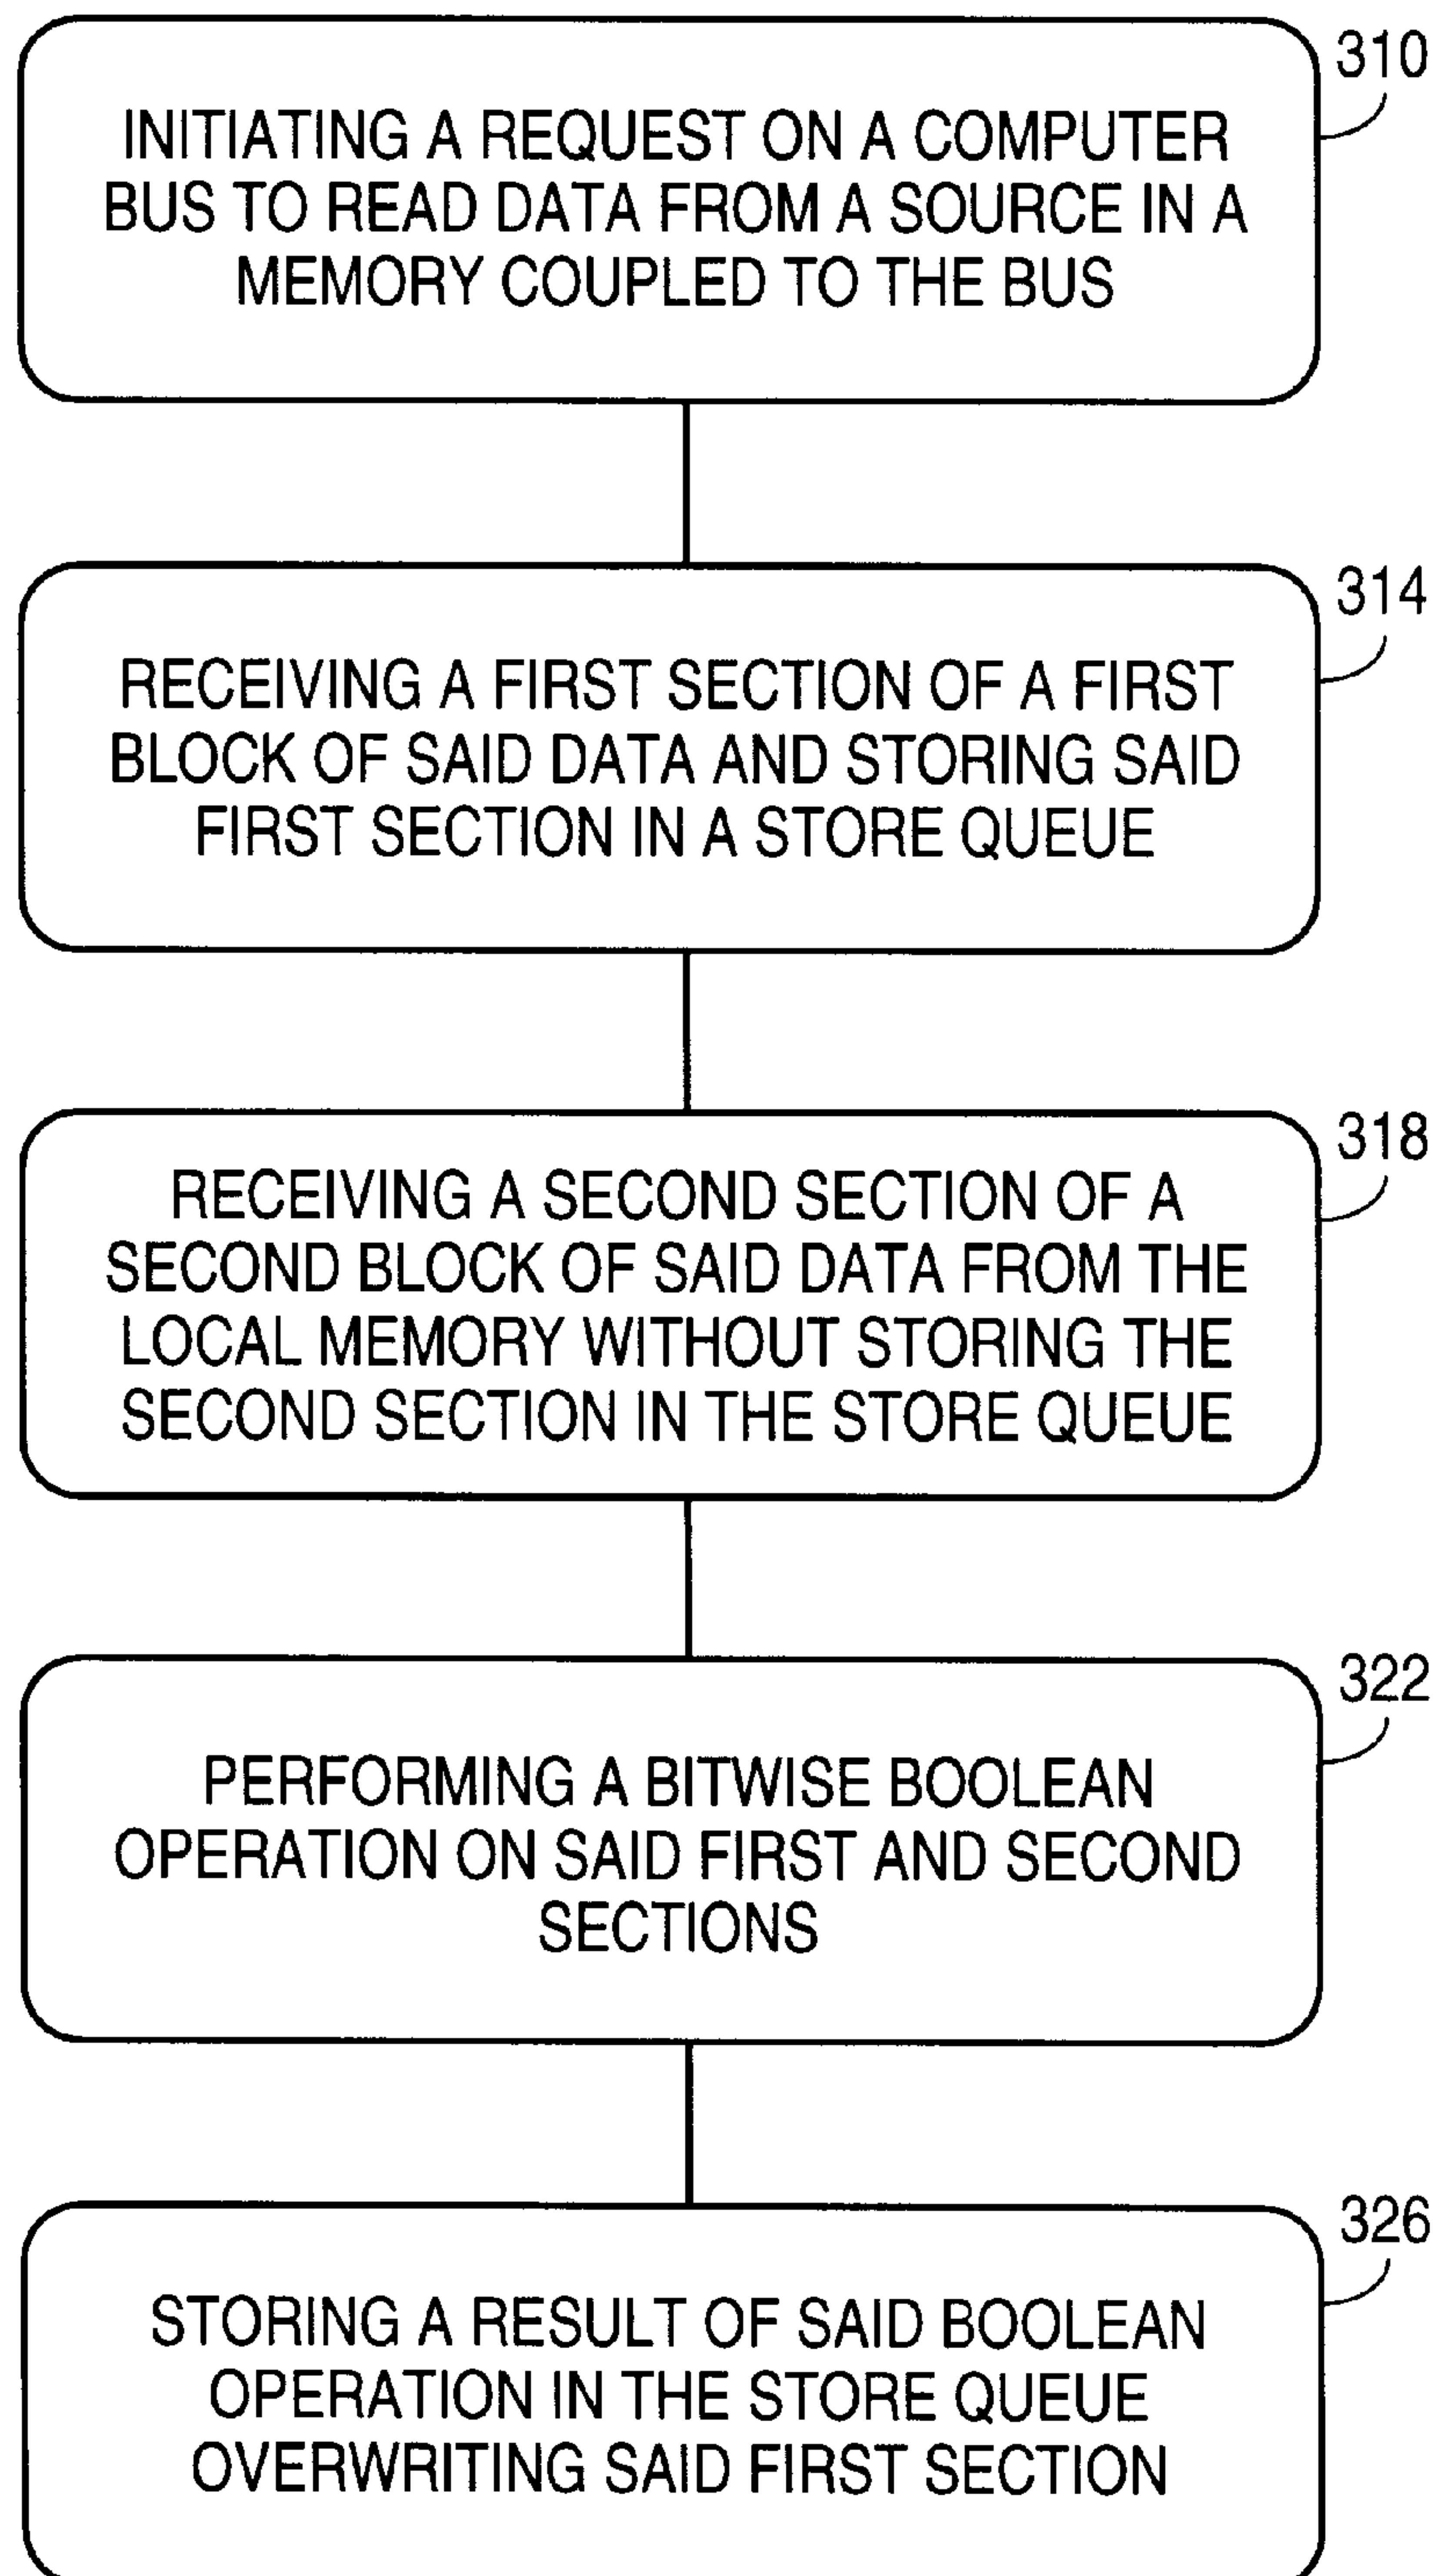 310
INITIATING A REQUEST ON A COMPUTER
BUS TO READ DATA FROM A SOURCE IN A
MEMORY COUPLED TO THE BUS
314
RECEIVING A FIRST SECTION OF A FIRST
BLOCK OF SAID DATA AND STORING SAID
FIRST SECTION IN A STORE QUEUE
318
RECEIVING A SECOND SECTION OF A
SECOND BLOCK OF SAID DATA FROM THE
LOCAL MEMORY WITHOUT STORING THE
SECOND SECTION IN THE STORE QUEUE
322
PERFORMING A BITWISE BOOLEAN
OPERATION ON SAID FIRST AND SECOND
SECTIONS
326
STORING A RESULT OF SAID BOOLEAN
OPERATION IN THE STORE QUEUE
OVERWRITING SAID FIRST SECTION